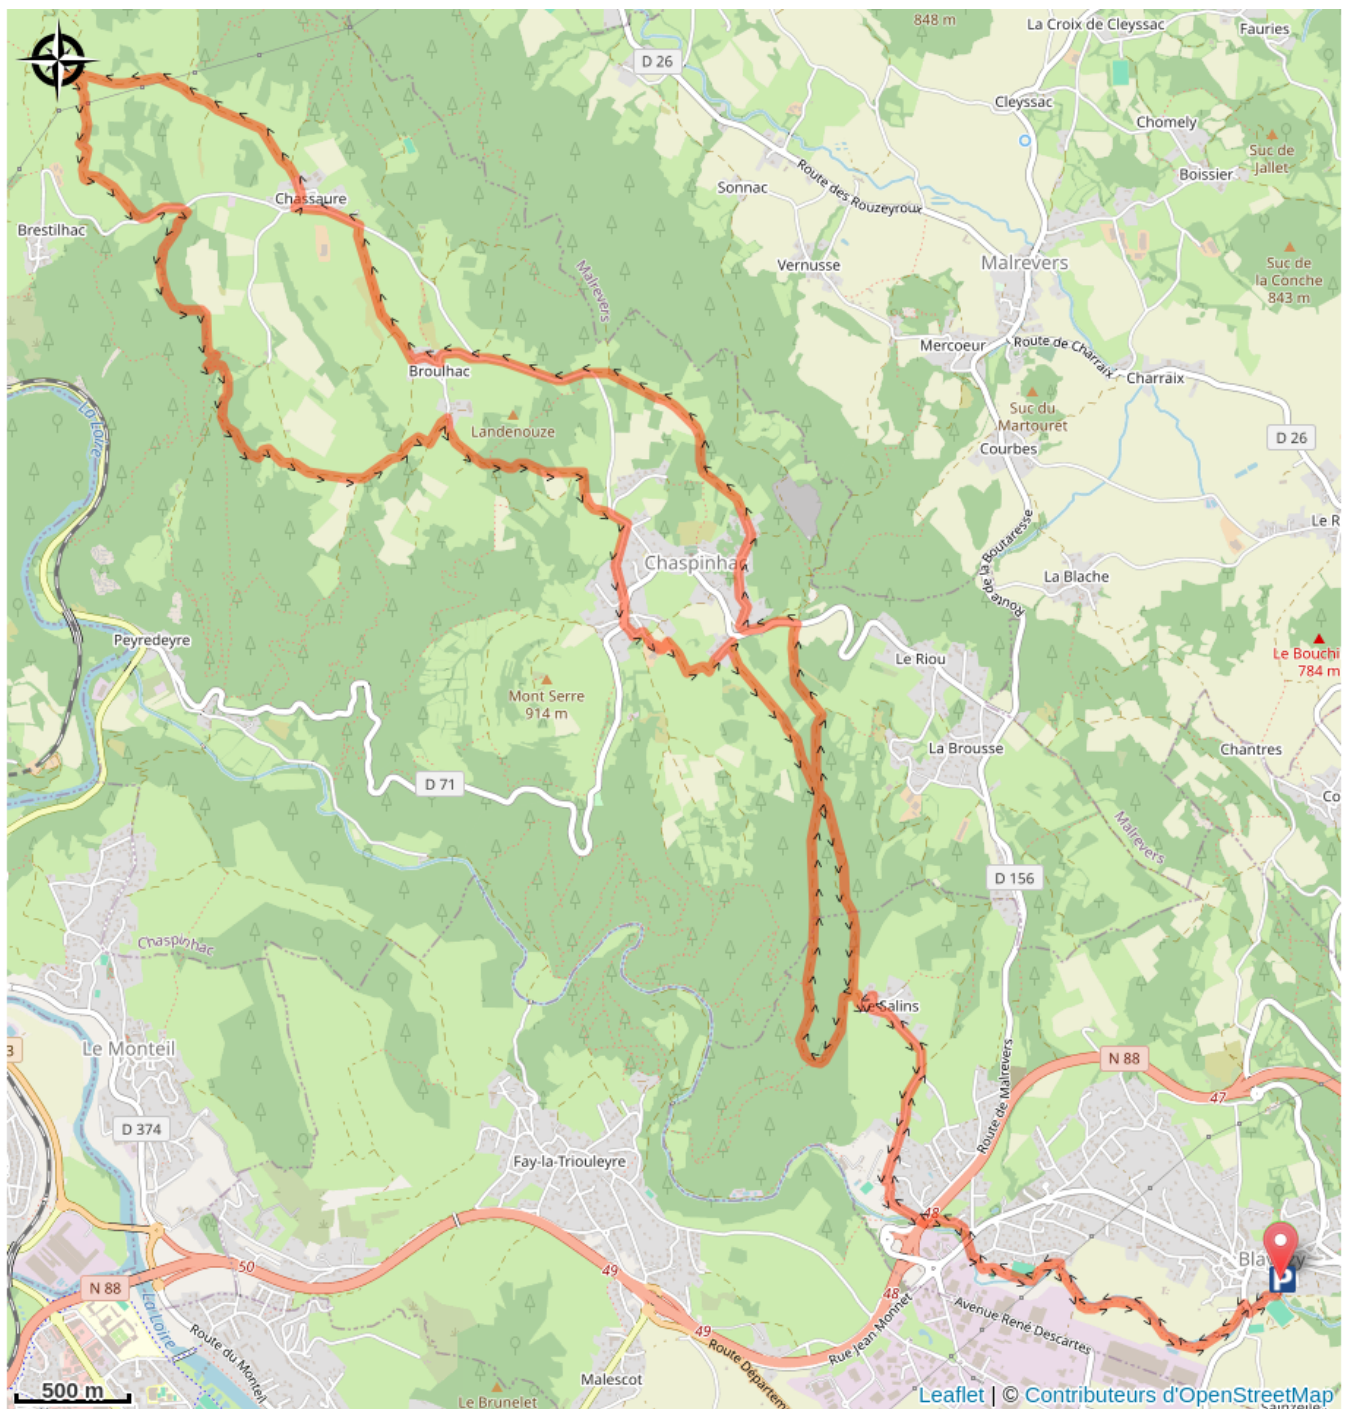 848 m
La Croix de Cleyssac
Fauries
D 26
Cleyssac
Chomely
Suc de
Jallet
Boissier
Route des Rouzeyroux
Sonnac
Chassaure
Brestilhac
Malrevers
Vernusse
Malrevers
Suc de
la Conche
843 m
Mercoeur
Route de Charraix
Broulhac
Charraix
La Loire
Suc du
Martouret
Landenouze
D 26
Courbes
Le R
Route de la Boutaresse
Chaspinhac
La Blache
Peyredeyre
Le Riou
Le Bouchi
784 m
Mont Serre
914 m
La Brousse
Chantres
D 71
Co
Malrevers
D 156
Chaspinhac
Le Salins
Le Monteil
3
N 88
47
Route de Malrevers
D 374
Fay-la-Triouleyre
48
50
49
Blavozy
P
N 88
48
La Loire
Avenue René Descartes
Rue Jean Monnet
49
Route du Monteil
Route Départem
Malescot
500 m
Le Brunelet
Leaflet | © Contributeurs d'OpenStreetMap
Sainzelle